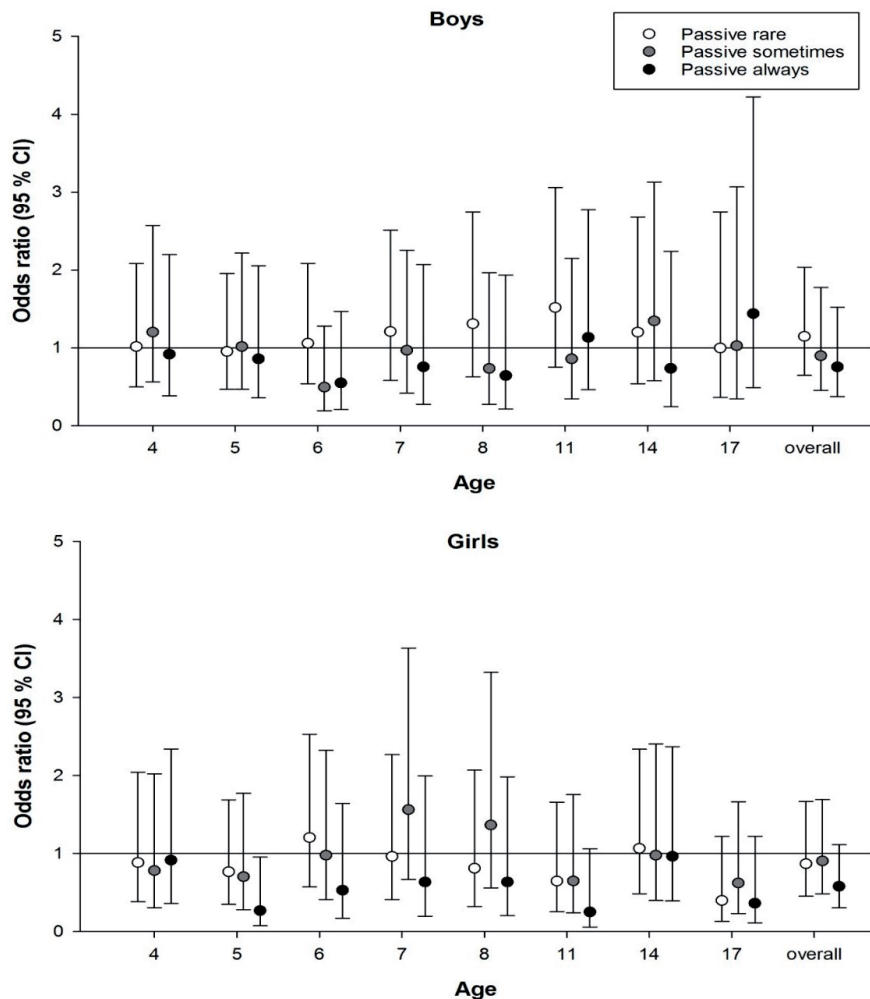 Boys
Passive rare
Passive sometimes
Passive always
5
4
3
2
1
0
Odds ratio (95 % CI)
4 5 6 7 8 11 14 17 overall
Age
Girls
5
4
3
2
1
0
Odds ratio (95 % CI)
4 5 6 7 8 11 14 17 overall
Age